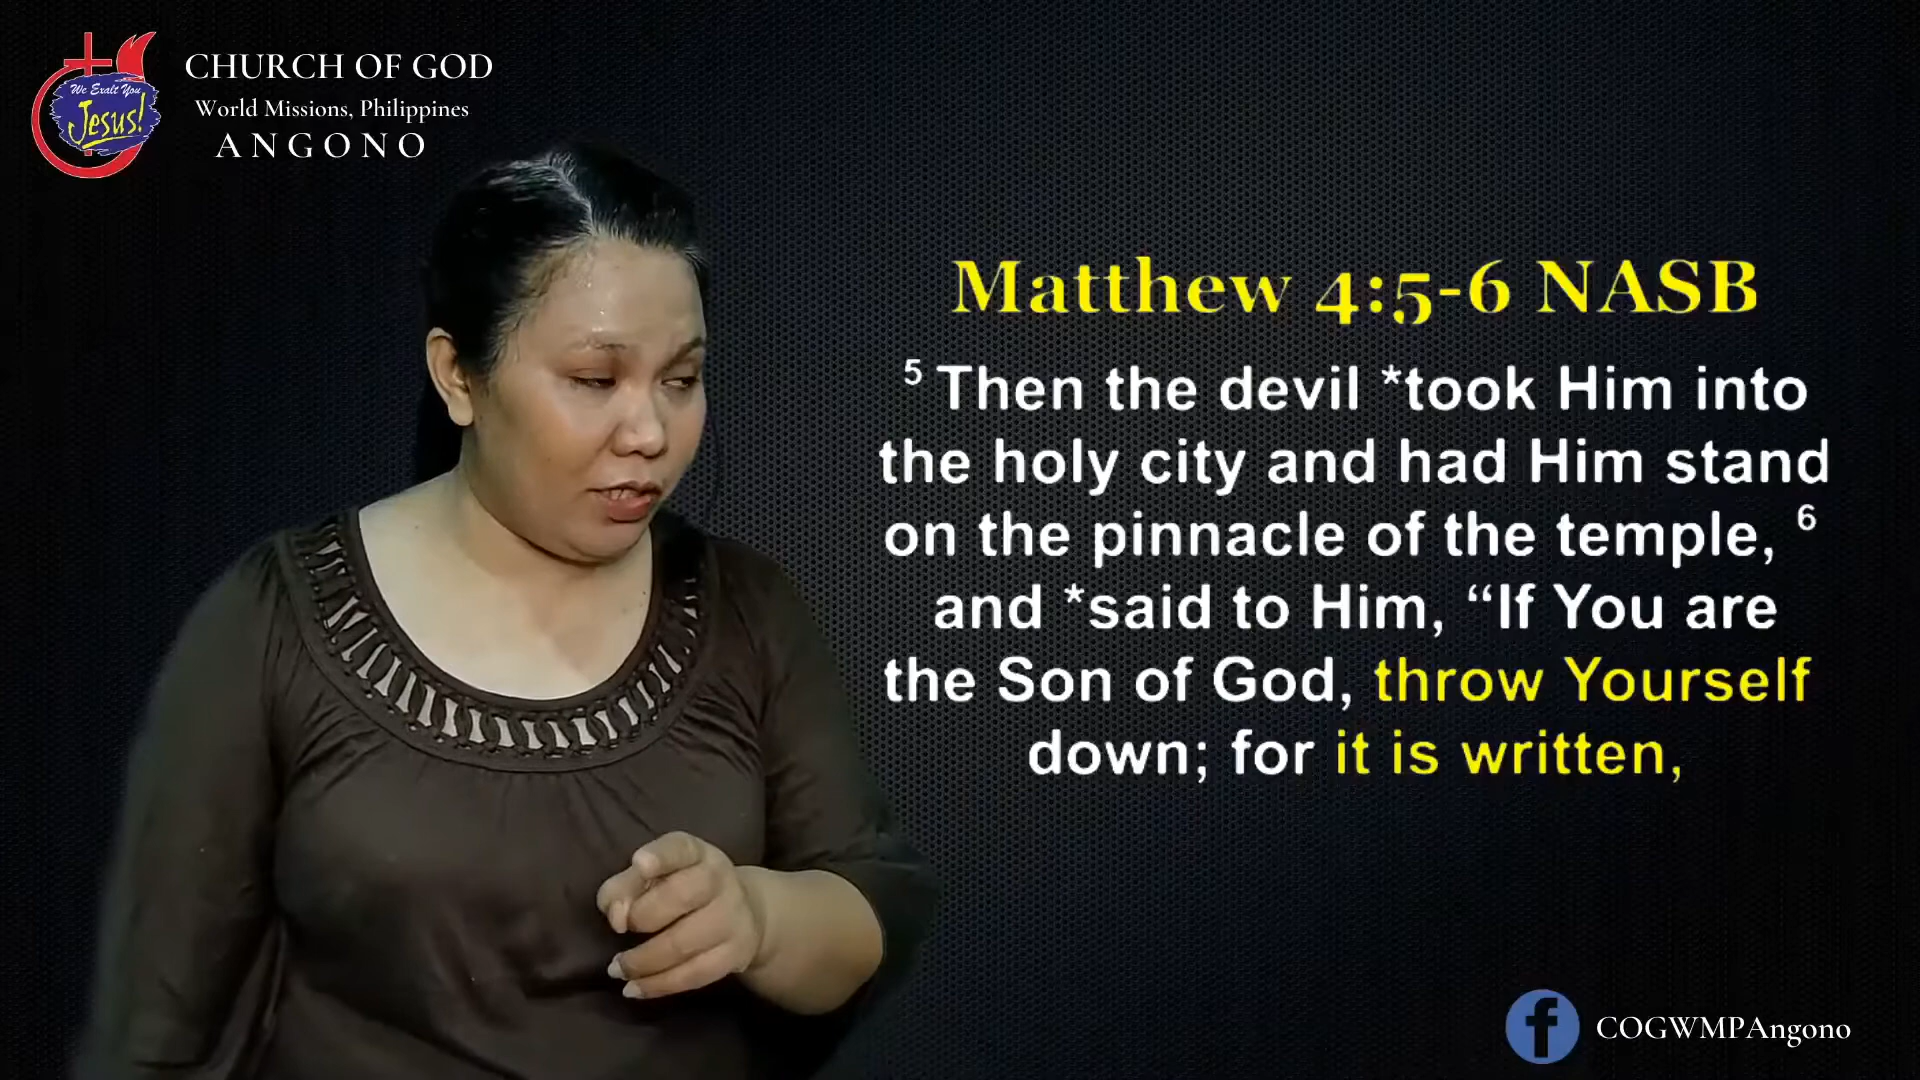 We Exalt You
Jesus!
CHURCH OF GOD
World Missions, Philippines
ANGONO
Matthew 4:5-6 NASB
5 Then the devil *took Him into
the holy city and had Him stand
on the pinnacle of the temple, 6
and *said to Him, “If You are
the Son of God, throw Yourself
down; for it is written,
f COGWMPAngono